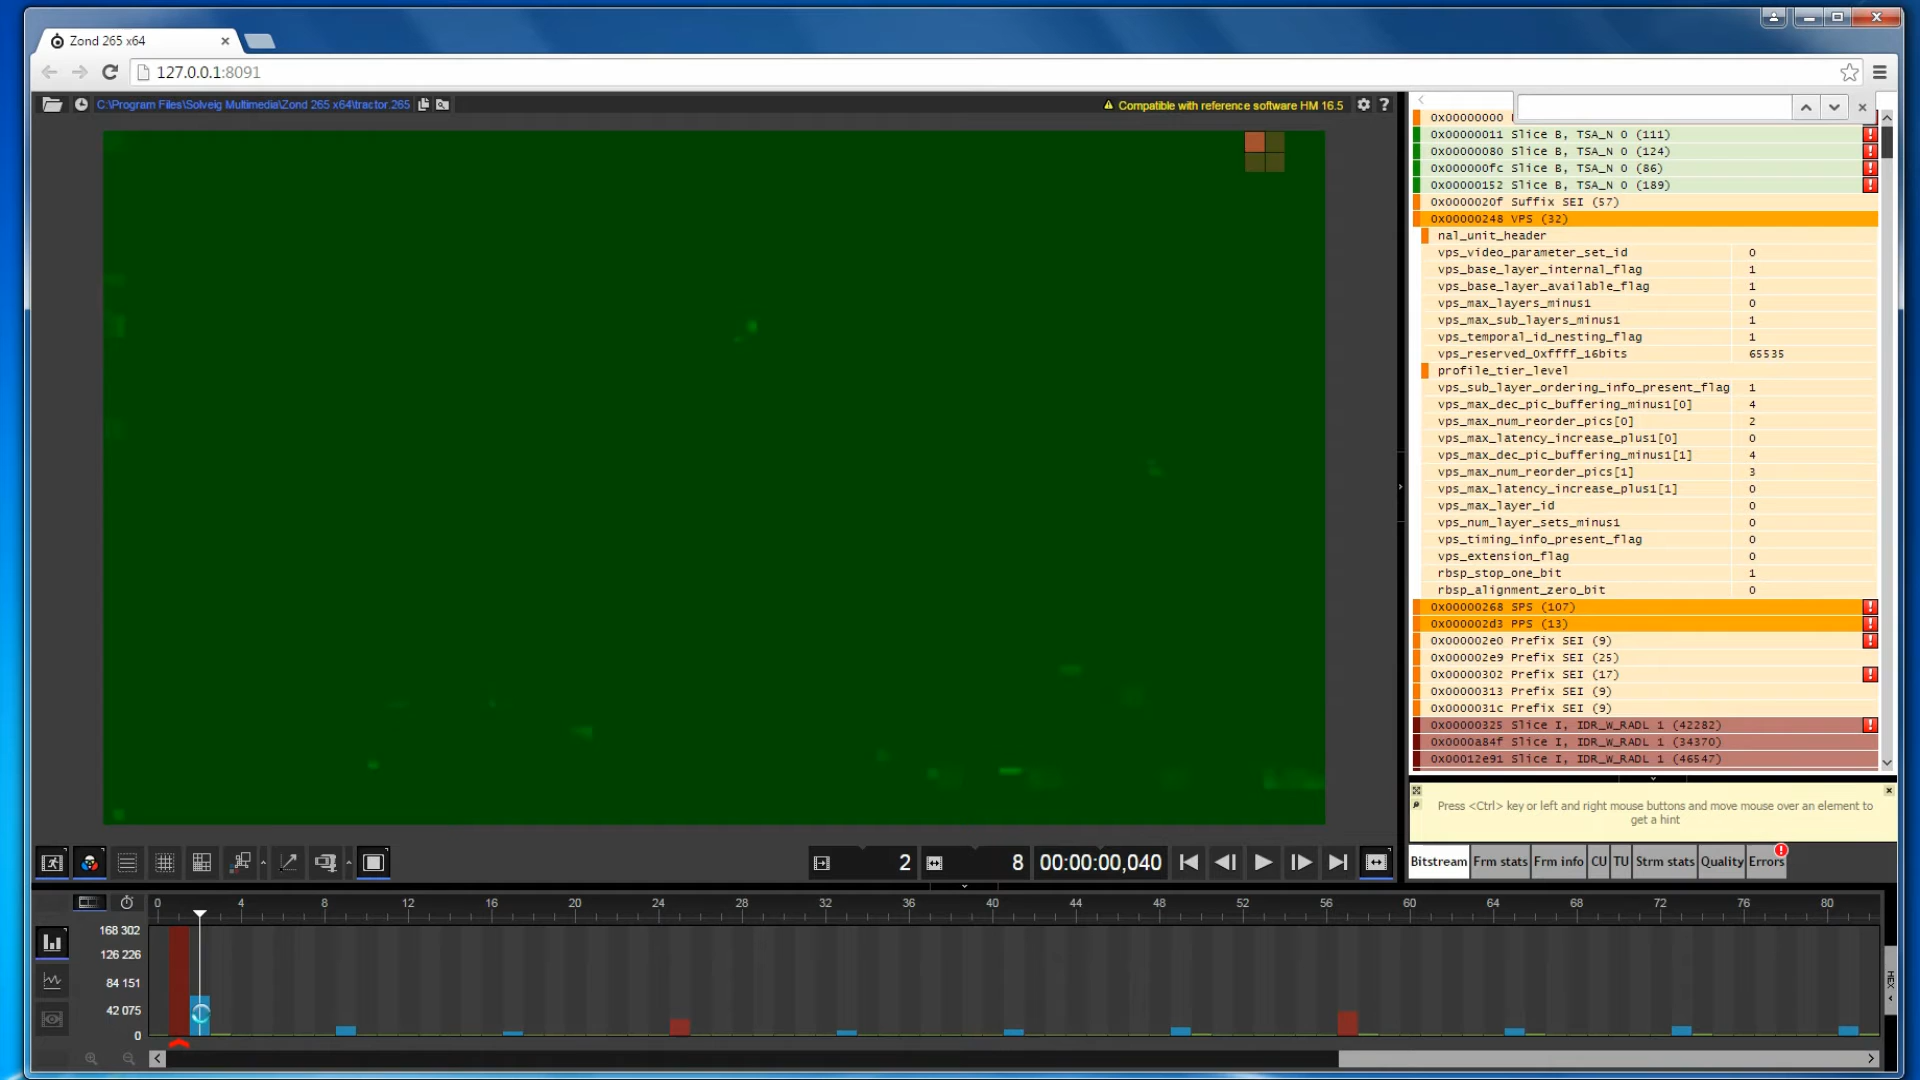 Zond 265 x64
127.0.0.1:8091
C:\Program Files\Solveig Multimedia\Zond 265 x64\tractor.265
Compatible with reference software HM 16.5
0x00000000
0x00000011 Slice B, TSA_N 0 (111)
0x00000080 Slice B, TSA_N 0 (124)
0x000000fc Slice B, TSA_N 0 (86)
0x00000152 Slice B, TSA_N 0 (189)
0x0000020f Suffix SEI (57)
0x00000248 VPS (32)
nal_unit_header
vps_video_parameter_set_id 0
vps_base_layer_internal_flag 1
vps_base_layer_available_flag 1
vps_max_layers_minus1 0
vps_max_sub_layers_minus1 1
vps_temporal_id_nesting_flag 1
vps_reserved_0xffff_16bits 65535
profile_tier_level
vps_sub_layer_ordering_info_present_flag 1
vps_max_dec_pic_buffering_minus1[0] 4
vps_max_num_reorder_pics[0] 2
vps_max_latency_increase_plus1[0] 0
vps_max_dec_pic_buffering_minus1[1] 4
vps_max_num_reorder_pics[1] 3
vps_max_latency_increase_plus1[1] 0
vps_max_layer_id 0
vps_num_layer_sets_minus1 0
vps_timing_info_present_flag 0
vps_extension_flag 0
rbsp_stop_one_bit 1
rbsp_alignment_zero_bit 0
0x00000268 SPS (107)
0x000002d3 PPS (13)
0x000002e0 Prefix SEI (9)
0x000002e9 Prefix SEI (25)
0x00000302 Prefix SEI (17)
0x00000313 Prefix SEI (9)
0x0000031c Prefix SEI (9)
0x00000325 Slice I, IDR_W_RADL 1 (42282)
0x0000a84f Slice I, IDR_W_RADL 1 (34370)
0x00012e91 Slice I, IDR_W_RADL 1 (46547)
Press <Ctrl> key or left and right mouse buttons and move mouse over an element to
get a hint
2 8 00:00:00,040
Bitstream Frm stats Frm info CU TU Strm stats Quality Errors
0 4 8 12 16 20 24 28 32 36 40 44 48 52 56 60 64 68 72 76 80
168 302
126 226
84 151
42 075
0
HEX